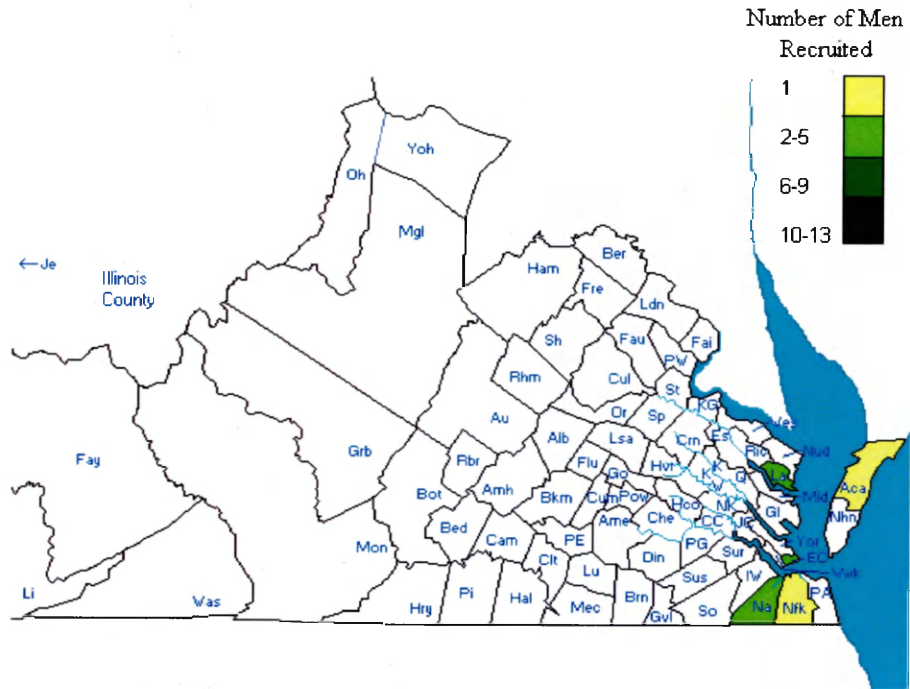 Number of Men
Recruited
1
2-5
6-9
10-13
Yoh
Oh
Mgl
←Je
Illinois
County
Ham
Ber
Fre
Ldn
Sh
Fau
Fai
PW
Rhm
Cul
St
KG
Au
Or
Sp
Wes
Alb
Lsa
Crn
Es
Ric
Nud
Grb
Fay
Rbr
Flu
Go
Hvr
K
K
Q
La
Mid
Aca
Bot
Amh
Bkm
Cum
Pow
Hco
NK
w
Gl
Nhn
Bed
Cam
PE
Ame
Che
CC
JC
Yor
Mon
Clt
Din
PG
Sur
EC
Wwk
Li
Was
Hry
Pi
Hal
Lu
Mec
Brn
Gvl
Sus
So
IW
Na
Nfk
PA